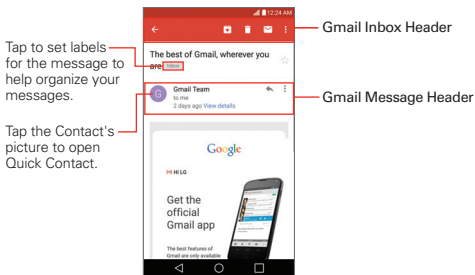 12:24 AM
Gmail Inbox Header
Tap to set labels
for the message to
help organize your
messages.
The best of Gmail, wherever you
are Inbox
G
Gmail Team
to me
2 days ago View details
Gmail Message Header
Tap the Contact's
picture to open
Quick Contact.
Google
HI LG
Get the
official
Gmail app
The best features of
Gmail are only available